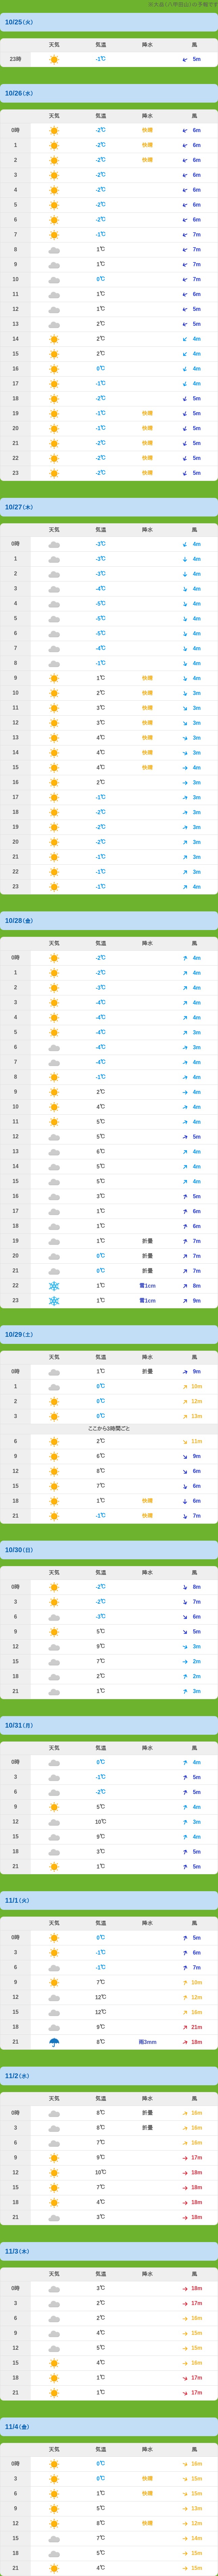 10/25(火)
天気 気温 降水 風
23時 -1℃ 5m
10/26(水)
天気 気温 降水 風
0時 -2℃ 快晴 6m
1 -2℃ 快晴 6m
2 -2℃ 快晴 6m
3 -2℃ 6m
4 -2℃ 6m
5 -2℃ 6m
6 -2℃ 6m
7 -1℃ 7m
8 1℃ 7m
9 1℃ 7m
10 0℃ 7m
11 1℃ 6m
12 1℃ 5m
13 2℃ 5m
14 2℃ 4m
15 2℃ 4m
16 0℃ 4m
17 -1℃ 4m
18 -2℃ 5m
19 -1℃ 快晴 5m
20 -1℃ 快晴 5m
21 -2℃ 快晴 5m
22 -2℃ 快晴 5m
23 -2℃ 快晴 5m
10/27(木)
天気 気温 降水 風
0時 -3℃ 4m
1 -3℃ 4m
2 -3℃ 4m
3 -4℃ 4m
4 -5℃ 4m
5 -5℃ 4m
6 -5℃ 4m
7 -4℃ 4m
8 -1℃ 4m
9 1℃ 快晴 4m
10 2℃ 快晴 3m
11 3℃ 快晴 3m
12 3℃ 快晴 3m
13 4℃ 快晴 3m
14 4℃ 快晴 3m
15 4℃ 快晴 4m
16 2℃ 3m
17 -1℃ 3m
18 -2℃ 3m
19 -2℃ 3m
20 -2℃ 3m
21 -1℃ 3m
22 -1℃ 3m
23 -1℃ 4m
10/28(金)
天気 気温 降水 風
0時 -2℃ 4m
1 -2℃ 4m
2 -3℃ 4m
3 -4℃ 4m
4 -4℃ 4m
5 -4℃ 3m
6 -4℃ 3m
7 -4℃ 4m
8 -1℃ 4m
9 2℃ 4m
10 4℃ 4m
11 5℃ 4m
12 5℃ 5m
13 6℃ 4m
14 5℃ 4m
15 5℃ 4m
16 3℃ 5m
17 1℃ 6m
18 1℃ 6m
19 1℃ 折畳 7m
20 0℃ 折畳 7m
21 0℃ 折畳 7m
22 1℃ 雪1cm 8m
23 1℃ 雪1cm 9m
10/29(土)
天気 気温 降水 風
0時 1℃ 折畳 9m
1 0℃ 10m
2 0℃ 12m
3 0℃ 13m
ここから3時間ごと
6 2℃ 11m
9 6℃ 9m
12 8℃ 6m
15 7℃ 6m
18 1℃ 快晴 6m
21 -1℃ 快晴 7m
10/30(日)
天気 気温 降水 風
0時 -2℃ 8m
3 -2℃ 7m
6 -3℃ 6m
9 5℃ 5m
12 9℃ 3m
15 7℃ 2m
18 2℃ 2m
21 1℃ 3m
10/31(月)
天気 気温 降水 風
0時 0℃ 4m
3 -1℃ 5m
6 -2℃ 5m
9 5℃ 4m
12 10℃ 3m
15 9℃ 4m
18 3℃ 5m
21 1℃ 5m
11/1(火)
天気 気温 降水 風
0時 0℃ 5m
3 -1℃ 6m
6 -1℃ 7m
9 7℃ 10m
12 12℃ 12m
15 12℃ 16m
18 9℃ 21m
21 8℃ 雨3mm 18m
11/2(水)
天気 気温 降水 風
0時 8℃ 折畳 16m
3 8℃ 折畳 16m
6 7℃ 16m
9 9℃ 17m
12 10℃ 18m
15 7℃ 18m
18 4℃ 18m
21 3℃ 18m
11/3(木)
天気 気温 降水 風
0時 3℃ 18m
3 2℃ 17m
6 2℃ 16m
9 4℃ 15m
12 5℃ 15m
15 4℃ 16m
18 1℃ 17m
21 1℃ 17m
11/4(金)
天気 気温 降水 風
0時 0℃ 16m
3 0℃ 快晴 15m
6 1℃ 快晴 15m
9 5℃ 13m
12 8℃ 快晴 12m
15 7℃ 14m
18 5℃ 15m
21 4℃ 15m